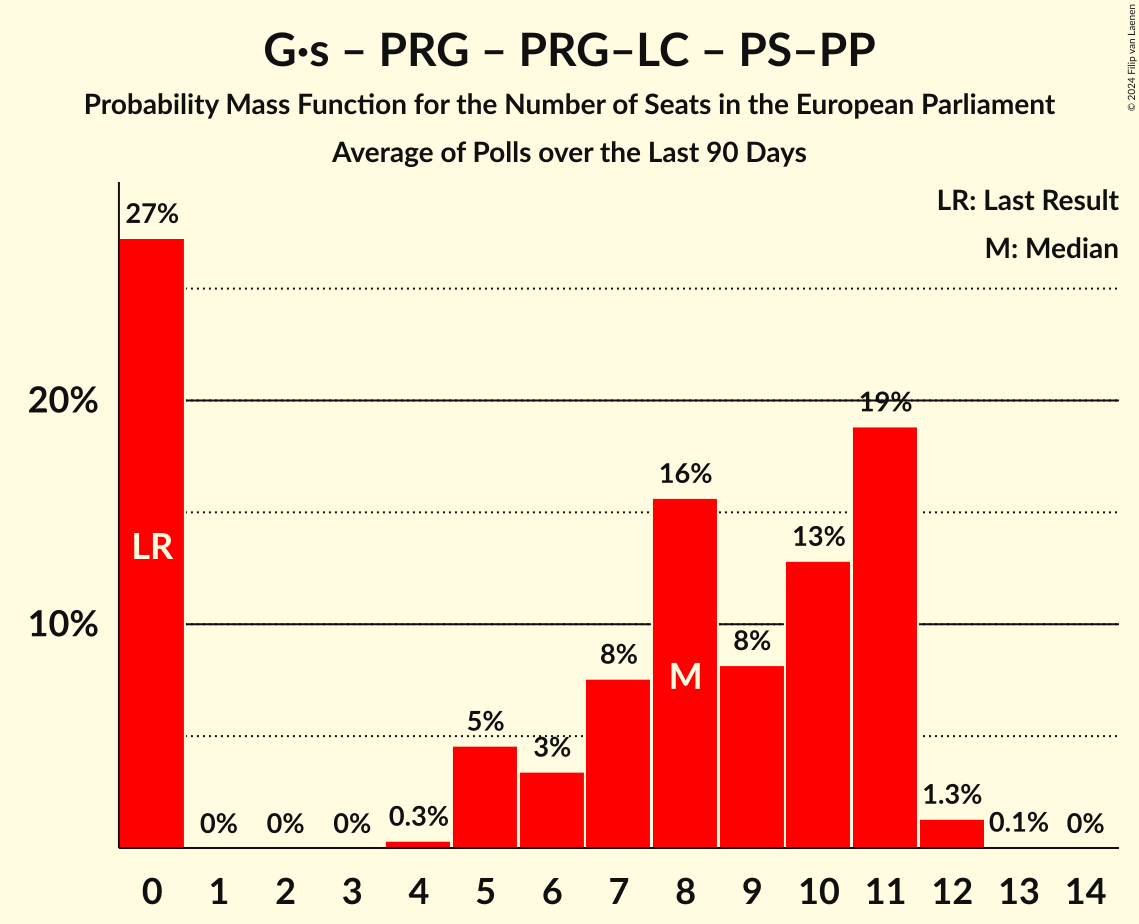 G·s – PRG – PRG–LC – PS–PP
Probability Mass Function for the Number of Seats in the European Parliament
Average of Polls over the Last 90 Days
© 2024 Filip van Laenen
LR: Last Result
M: Median
27%
20%
19%
16%
13%
LR
10%
8%
8%
M
5%
3%
0%
0%
0%
0.3%
1.3%
0.1%
0%
0 1 2 3 4 5 6 7 8 9 10 11 12 13 14